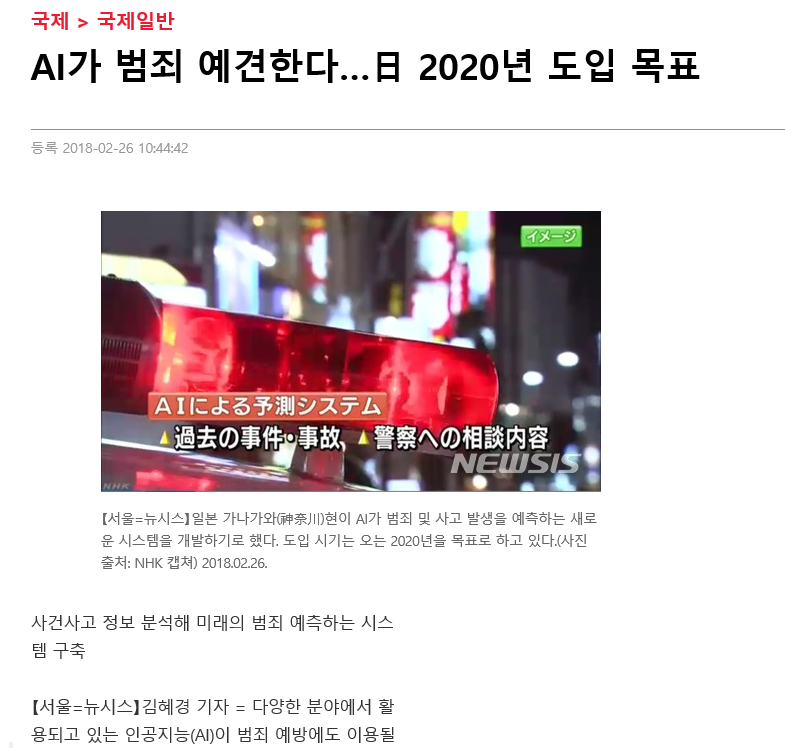 국제 > 국제일반
AI가 범죄 예견한다…日 2020년 도입 목표
등록 2018-02-26 10:44:42
イメージ
AIによる予測システム
▲過去の事件・事故、▲警察への相談内容
NEWSIS
NHK
【서울=뉴시스】일본 가나가와(神奈川)현이 AI가 범죄 및 사고 발생을 예측하는 새로
운 시스템을 개발하기로 했다. 도입 시기는 오는 2020년을 목표로 하고 있다.(사진
출처: NHK 캡쳐) 2018.02.26.
사건사고 정보 분석해 미래의 범죄 예측하는 시스
템 구축
【서울=뉴시스】김혜경 기자 = 다양한 분야에서 활
용되고 있는 인공지능(AI)이 범죄 예방에도 이용될